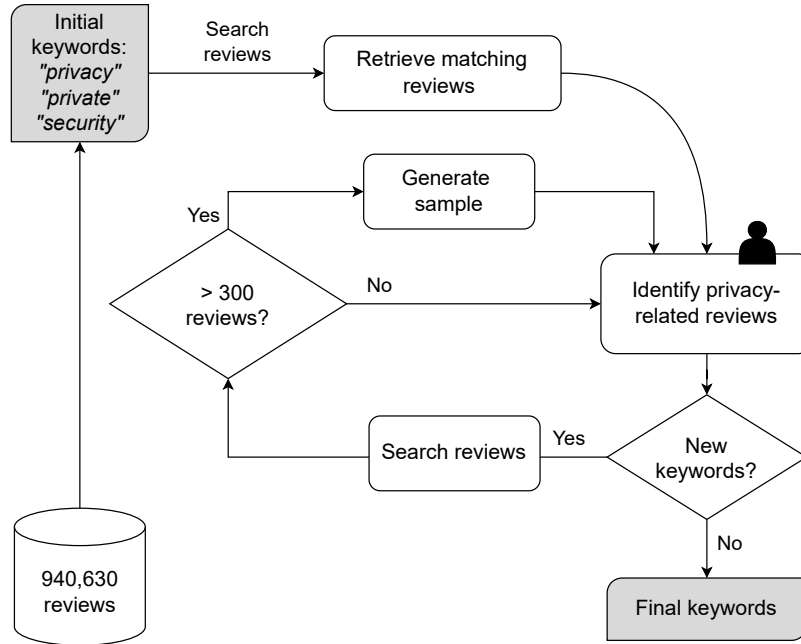 Initial
keywords:
"privacy"
"private"
"security"
Search
reviews
Retrieve matching
reviews
Generate
sample
Yes
> 300
reviews?
No
Identify privacy-
related reviews
Search reviews
Yes
New
keywords?
No
940,630
reviews
Final keywords